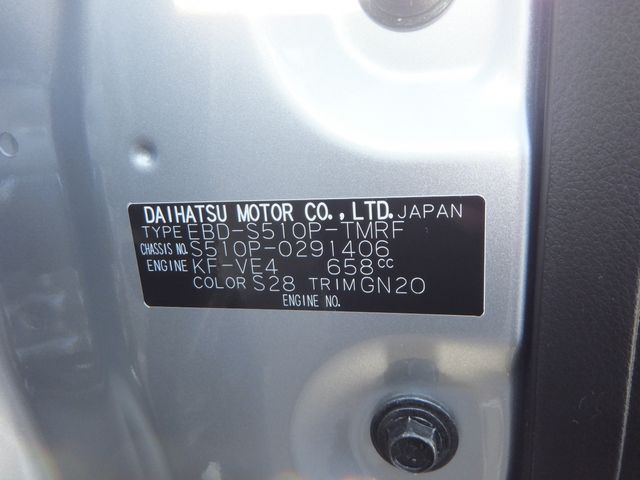 DAIHATSU MOTOR CO.,LTD. JAPAN
TYPE EBD-S510P-TMRF
CHASSIS NO. S510P-0291406
ENGINE KF-VE4 658cc
COLOR S28 TRIM GN20
ENGINE NO.